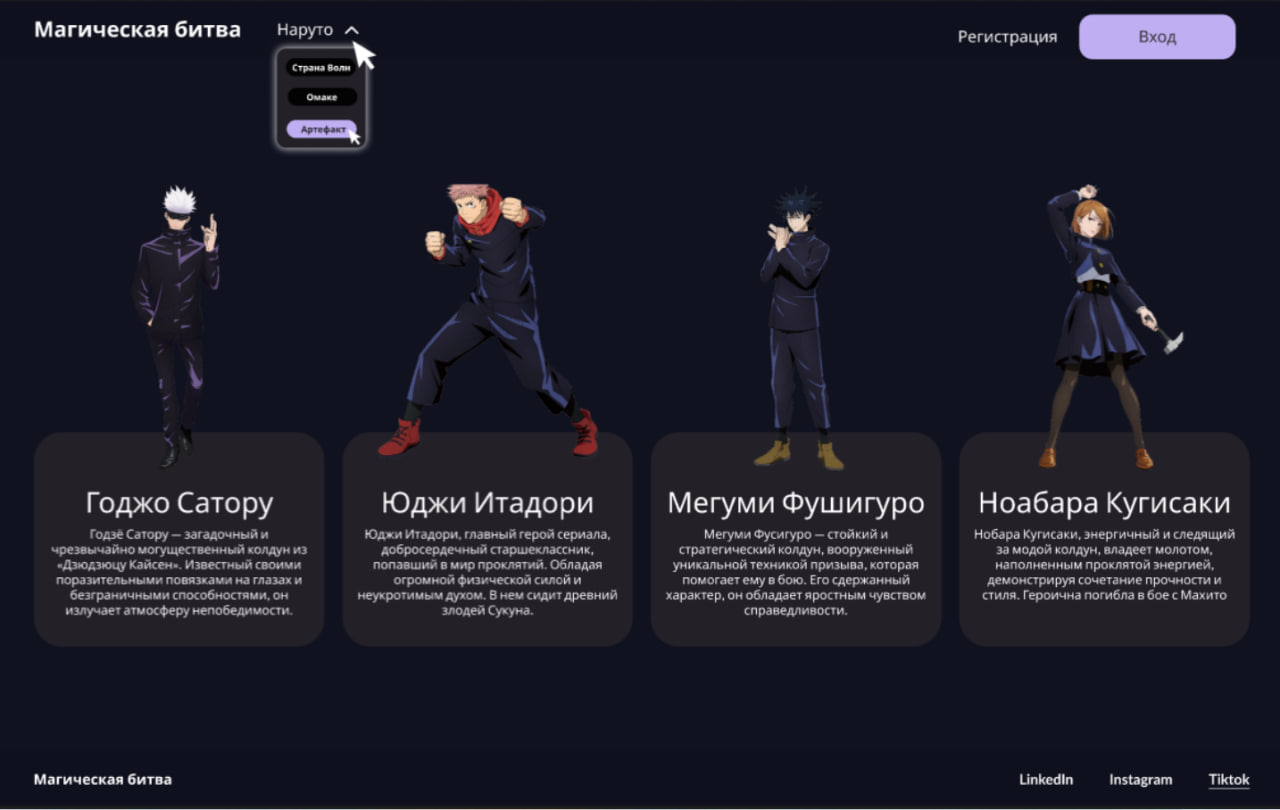 Магическая битва
Наруто
Регистрация
Вход
Страна Волн
Омаке
Артефакт
Годжо Сатору
Годзё Сатору — загадочный и
чрезвычайно могущественный колдун из
«Дзюдзюцу Кайсен». Известный своими
поразительными повязками на глазах и
безграничными способностями, он
излучает атмосферу непобедимости.
Юджи Итадори
Юджи Итадори, главный герой сериала,
добросердечный старшеклассник,
попавший в мир проклятий. Обладая
огромной физической силой и
неукротимым духом. В нем сидит древний
злодей Сукуна.
Мегуми Фушигуро
Мегуми Фусигуро — стойкий и
стратегический колдун, вооруженный
уникальной техникой призыва, которая
помогает ему в бою. Его сдержанный
характер, он обладает яростным чувством
справедливости.
Ноабара Кугисаки
Нобара Кугисаки, энергичный и следящий
за модой колдун, владеет молотом,
наполненным проклятой энергией,
демонстрируя сочетание прочности и
стиля. Героична погибла в бое с Махито
Магическая битва
LinkedIn
Instagram
Tiktok